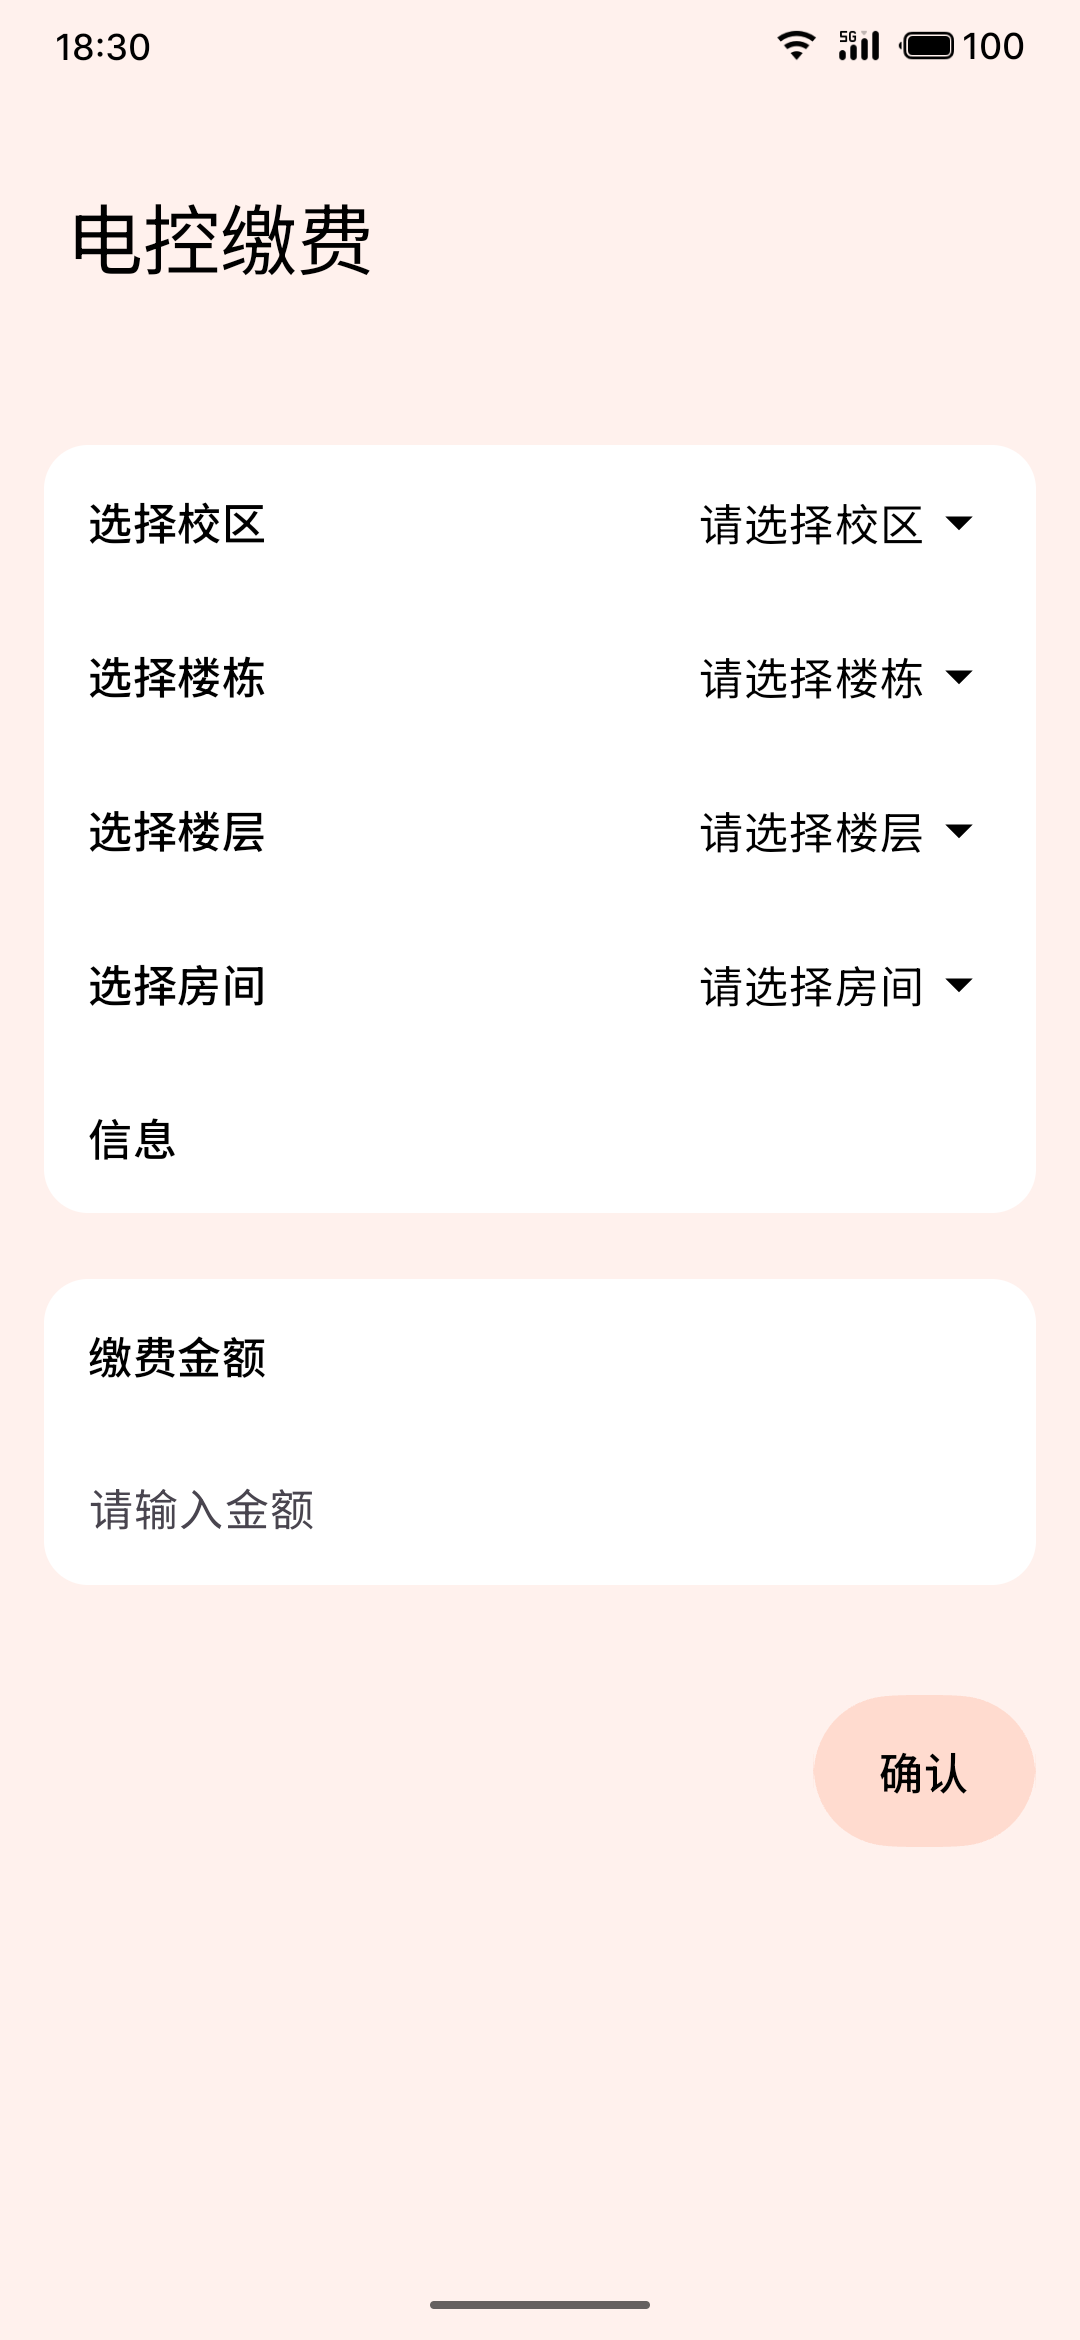 18:30 5G 100
电控缴费
选择校区 请选择校区
选择楼栋 请选择楼栋
选择楼层 请选择楼层
选择房间 请选择房间
信息
缴费金额
请输入金额
确认